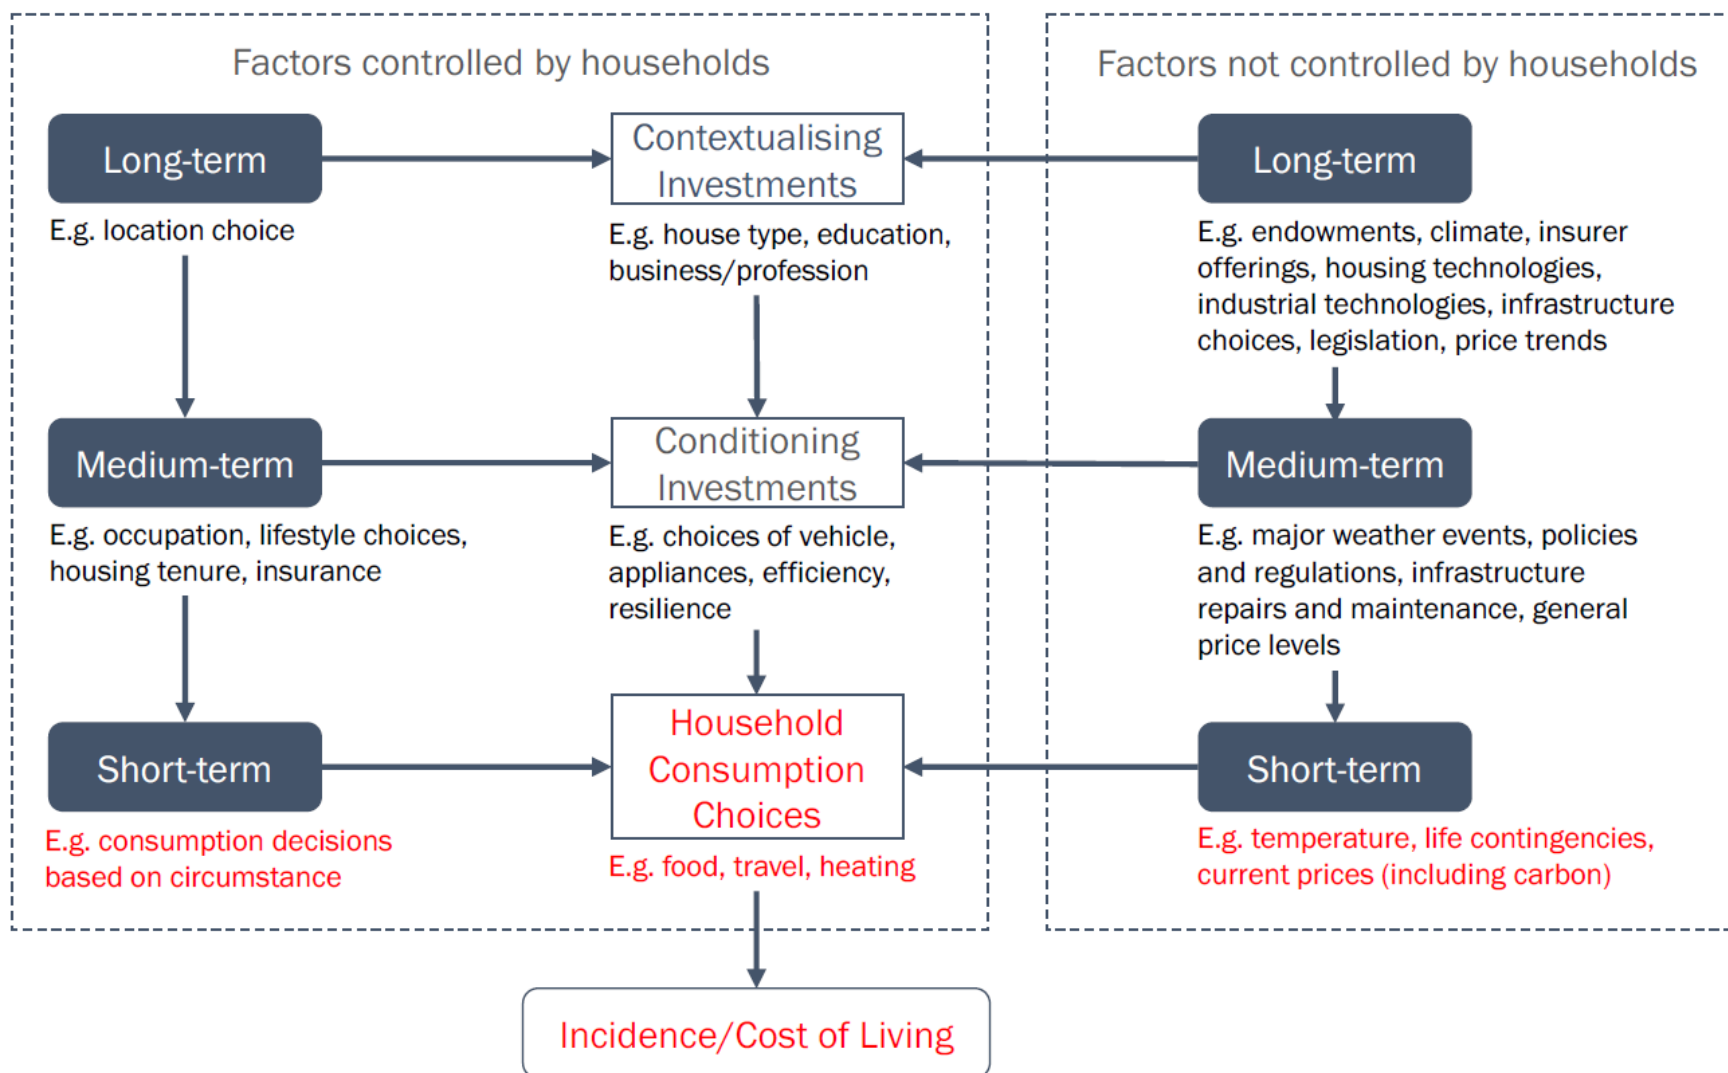 Factors controlled by households
Factors not controlled by households
Long-term
Contextualising
Investments
Long-term
E.g. location choice
E.g. house type, education,
business/profession
E.g. endowments, climate, insurer
offerings, housing technologies,
industrial technologies, infrastructure
choices, legislation, price trends
Medium-term
Conditioning
Investments
Medium-term
E.g. occupation, lifestyle choices,
housing tenure, insurance
E.g. choices of vehicle,
appliances, efficiency,
resilience
E.g. major weather events, policies
and regulations, infrastructure
repairs and maintenance, general
price levels
Short-term
Household
Consumption
Choices
Short-term
E.g. consumption decisions
based on circumstance
E.g. food, travel, heating
E.g. temperature, life contingencies,
current prices (including carbon)
Incidence/Cost of Living